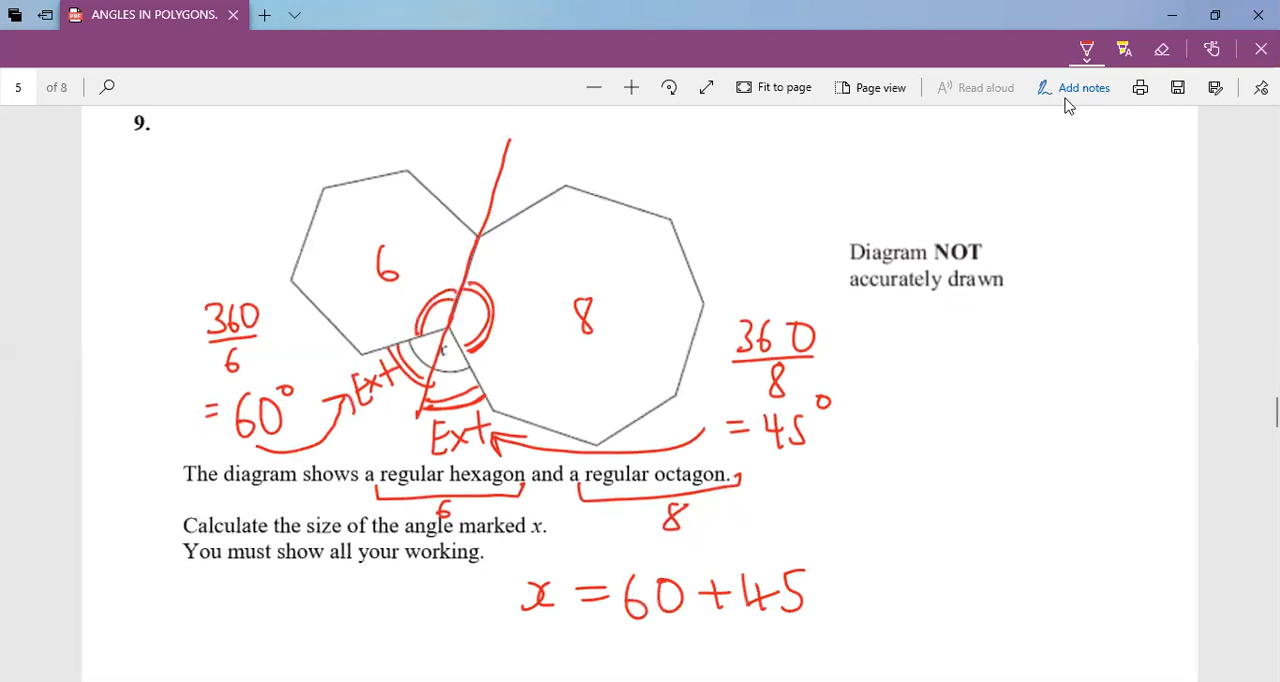 ANGLES IN POLYGONS.
5 of 8
Fit to page
Page view
Read aloud
Add notes
9.
6
8
x
Diagram NOT
accurately drawn
360
6
= 60°
Ext
Ext
360
8
= 45°
The diagram shows a regular hexagon and a regular octagon.
6
8
Calculate the size of the angle marked x.
You must show all your working.
x = 60 + 45